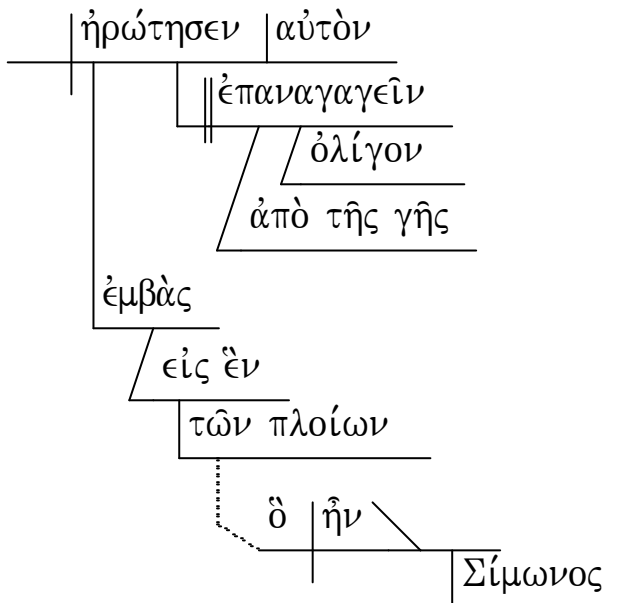 ἠρώτησεν αὐτὸν
ἐπαναγαγεῖν
ὀλίγον
ἀπὸ τῆς γῆς
ἐμβὰς
εἰς ἓν
τῶν πλοίων
ὃ ἦν
Σίμωνος